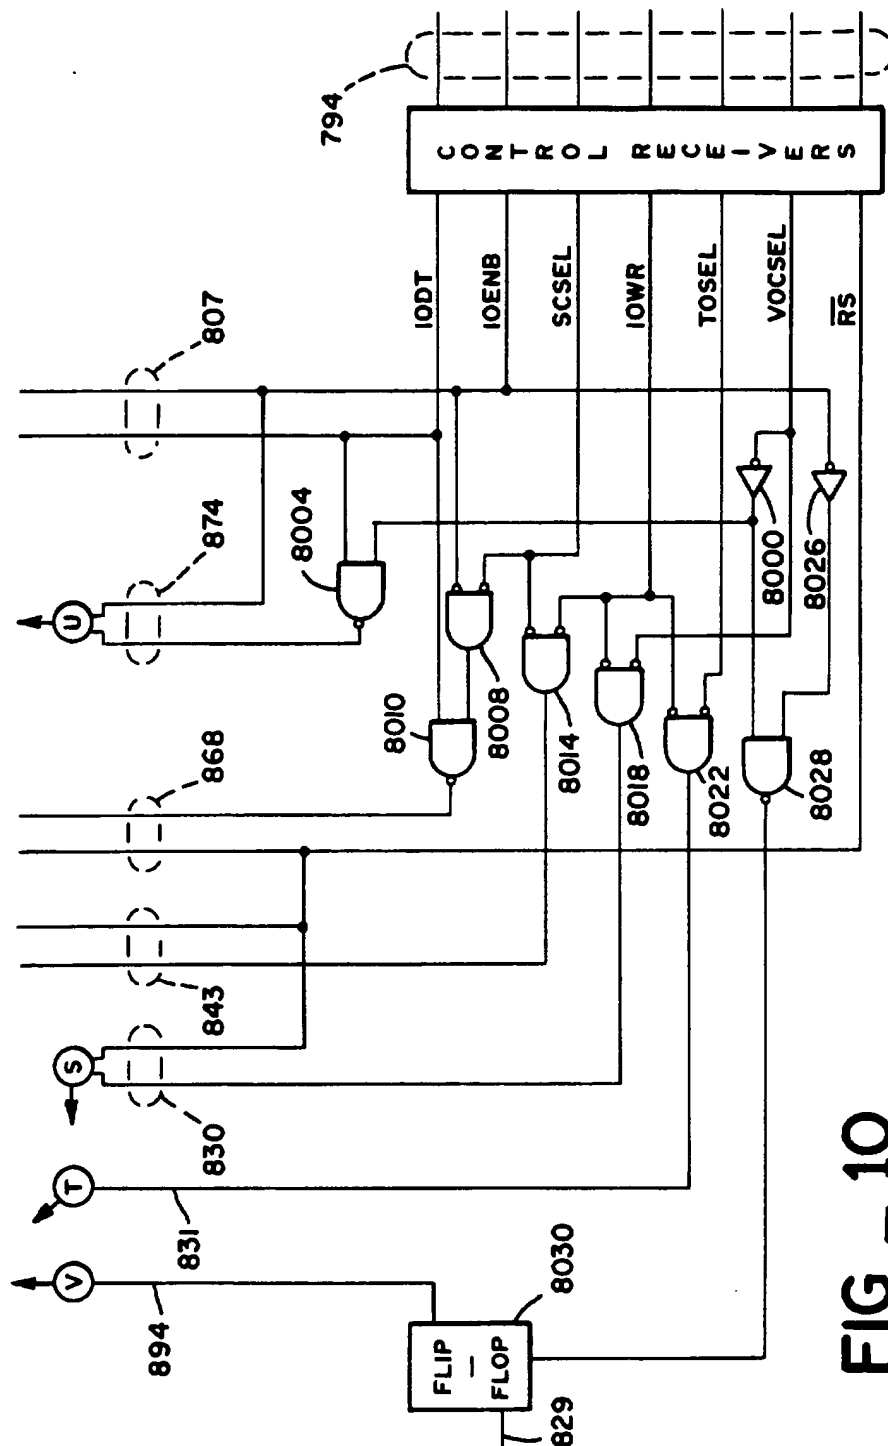 794
CONTROL RECEIVERS
IODT
IOENB
SCSEL
IOWR
TOSEL
VOCSEL
RS
807
874
8004
U
868
8010
8008
8014
8018
8022
8000
8026
8028
843
S
830
T
831
V
894
FLIP
—
FLOP
8030
829
FIG – 10